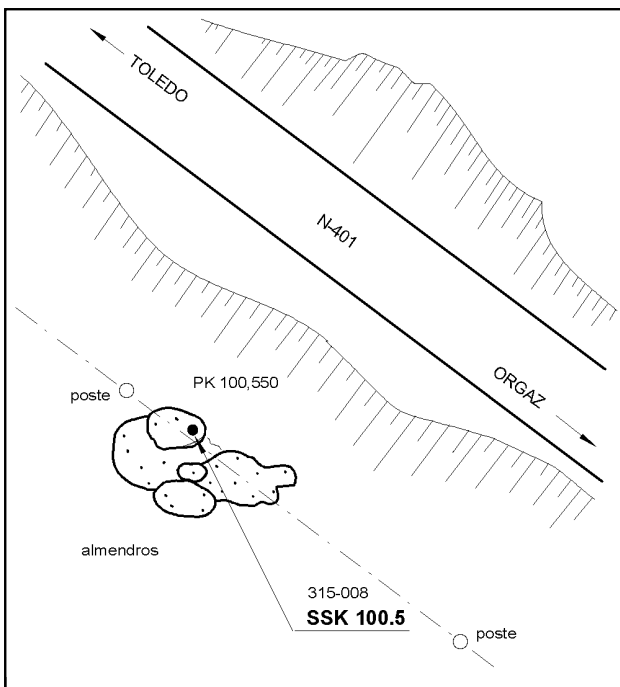 TOLEDO
N-401
ORGAZ
PK 100,550
poste
almendros
315-008
SSK 100.5
poste